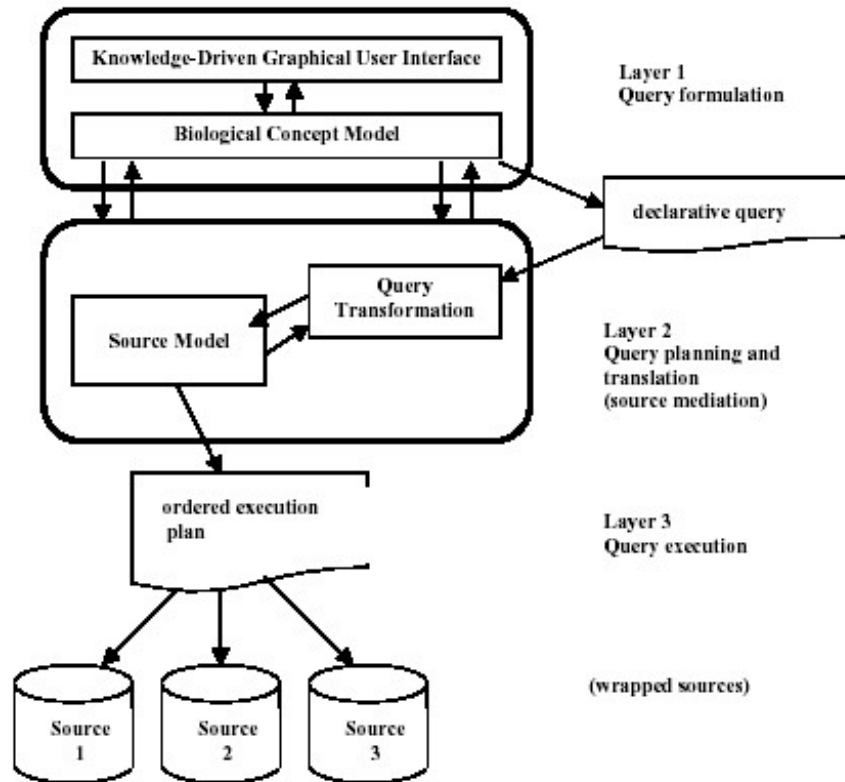 Knowledge-Driven Graphical User Interface
Layer 1
Query formulation
Biological Concept Model
declarative query
Query
Transformation
Source Model
Layer 2
Query planning and
translation
(source mediation)
ordered execution
plan
Layer 3
Query execution
(wrapped sources)
Source
1
Source
2
Source
3